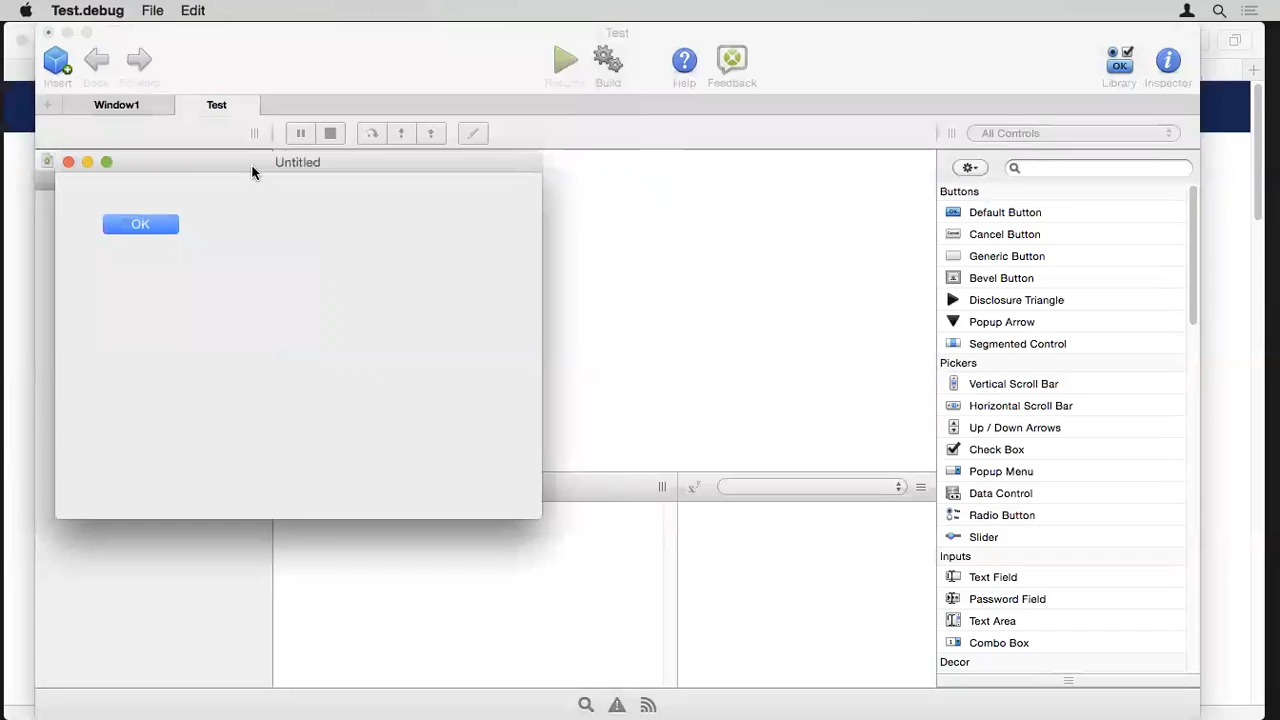 Test.debug File Edit
Test
Insert Back Forward Resume Build Help Feedback Library Inspector
Window1 Test
All Controls
Untitled
OK
Buttons
Default Button
Cancel Button
Generic Button
Bevel Button
Disclosure Triangle
Popup Arrow
Segmented Control
Pickers
Vertical Scroll Bar
Horizontal Scroll Bar
Up / Down Arrows
Check Box
Popup Menu
Data Control
Radio Button
Slider
Inputs
Text Field
Password Field
Text Area
Combo Box
Decor